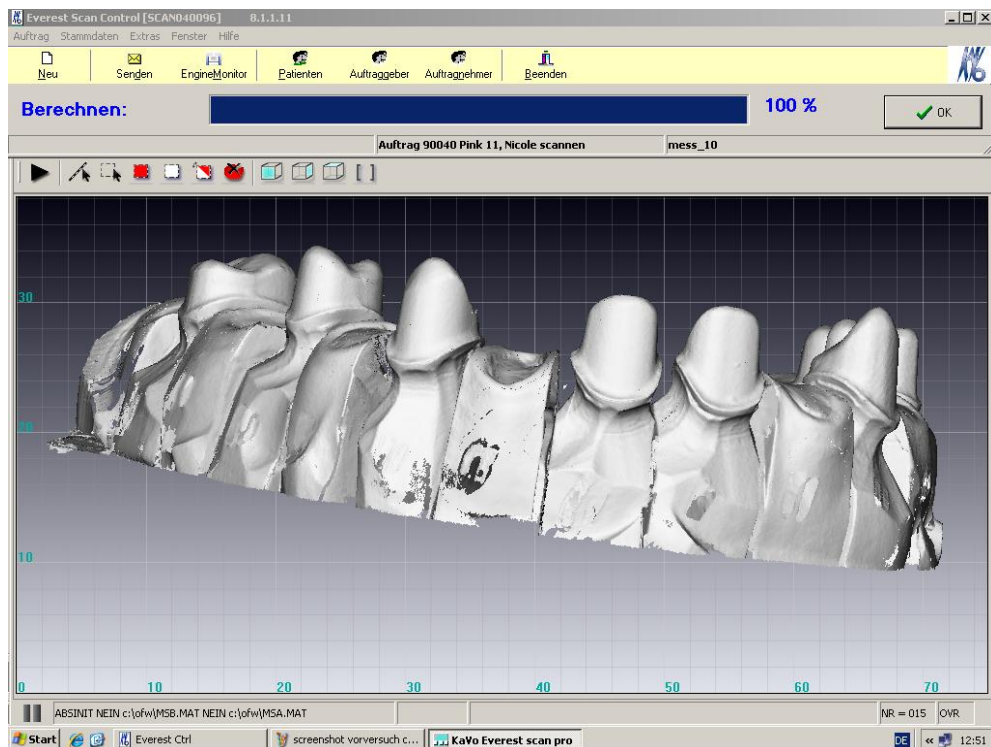 Everest Scan Control [SCAN040096] 8.1.1.11
Auftrag Stammdaten Extras Fenster Hilfe
Neu Senden EngineMonitor Patienten Auftraggeber Auftragnehmer Beenden
Berechnen: 100 % OK
Auftrag 90040 Pink 11, Nicole scannen mess_10
30
20
10
0 10 20 30 40 50 60 70
ABSINIT NEIN c:\ofw\MSB.MAT NEIN c:\ofw\MSA.MAT NR = 015 OVR
Start Everest Ctrl screenshot vorversuch c... KaVo Everest scan pro DE « 12:51